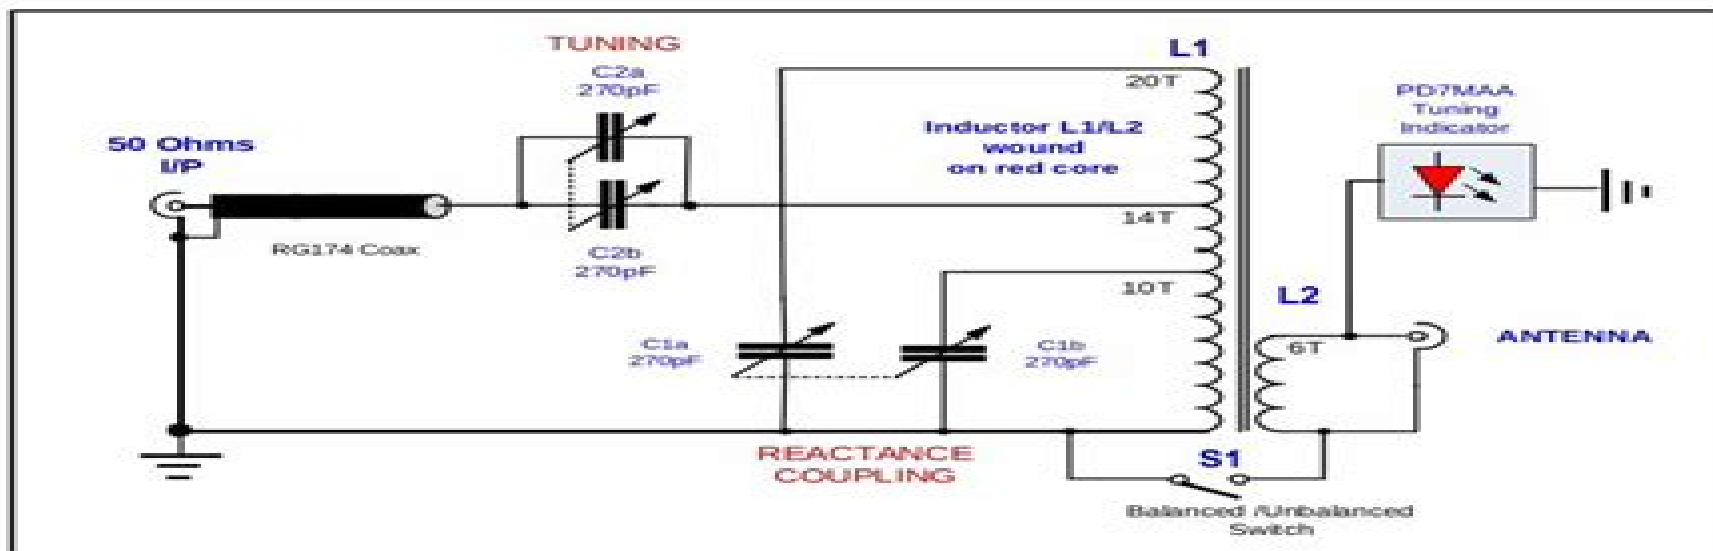 TUNING
C2a
270pF
L1
20T
PD7MAA
Tuning
Indicator
50 Ohms
I/P
Inductor L1/L2
wound
on red core
14T
RG174 Coax
C2b
270pF
10T
L2
C1a
270pF
C1b
270pF
6T
ANTENNA
REACTANCE
COUPLING
S1
Balanced /Unbalanced
Switch